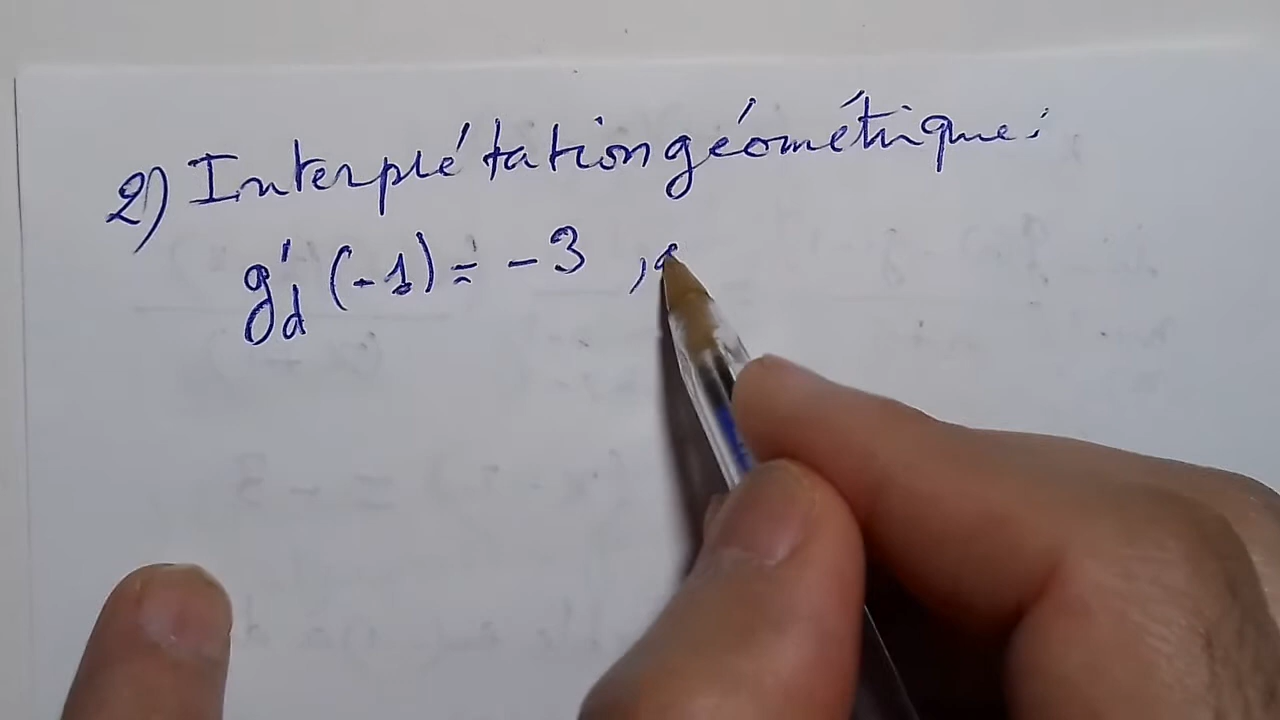 2) Interprétation géométrique:
g'd (-1) = -3 ,